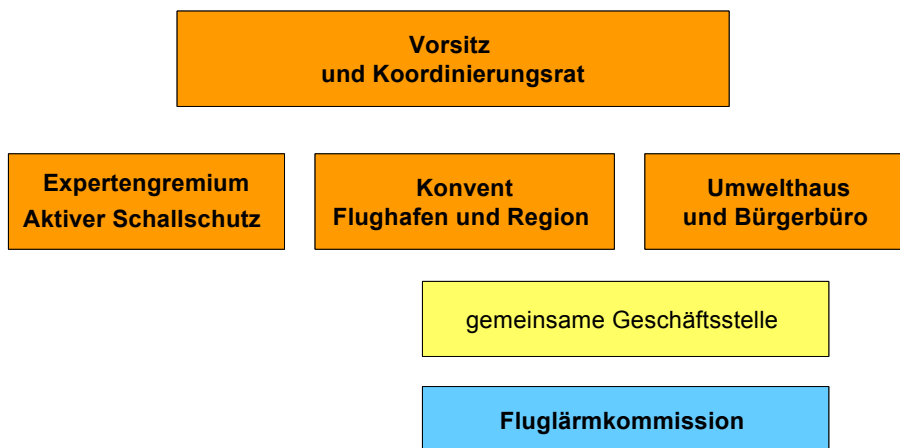 Vorsitz
und Koordinierungsrat
Expertengremium
Aktiver Schallschutz
Konvent
Flughafen und Region
Umwelthaus
und Bürgerbüro
gemeinsame Geschäftsstelle
Fluglärmkommission